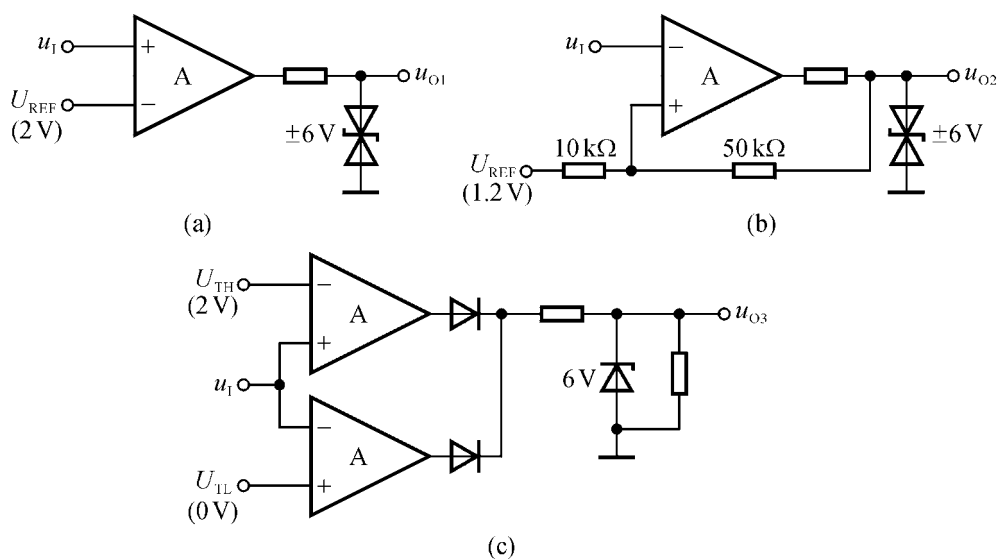 u_I
+
−
A
U_REF
(2 V)
±6 V
u_O1
(a)
u_I
−
+
A
10 kΩ
50 kΩ
U_REF
(1.2 V)
±6 V
u_O2
(b)
U_TH
(2 V)
−
+
A
u_I
−
+
A
U_TL
(0 V)
6 V
u_O3
(c)